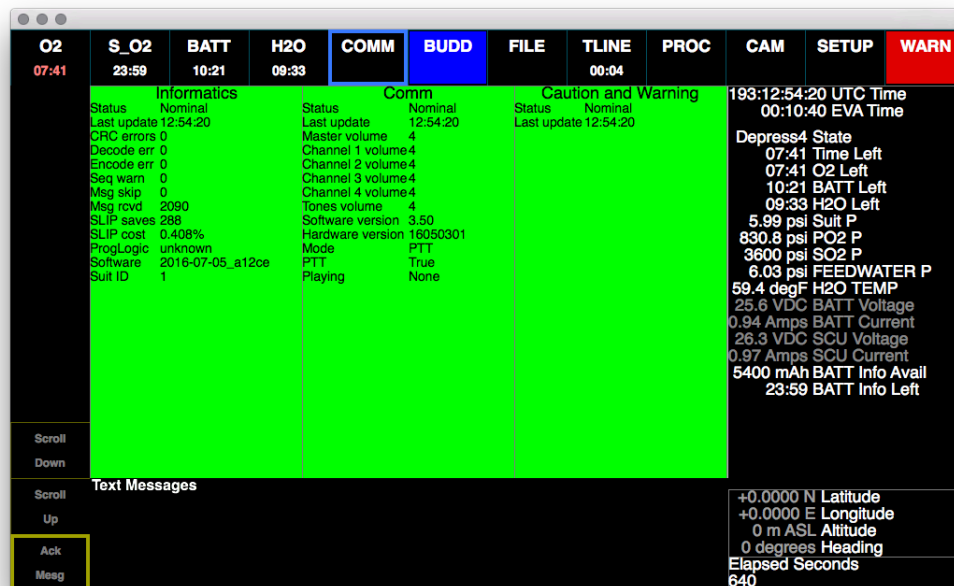 O2 S_O2 BATT H2O COMM BUDD FILE TLINE PROC CAM SETUP WARN
07:41 23:59 10:21 09:33 00:04
Informatics
Status Nominal
Last update 12:54:20
CRC errors 0
Decode err 0
Encode err 0
Seq warn 0
Msg skip 0
Msg rcvd 2090
SLIP saves 288
SLIP cost 0.408%
ProgLogic unknown
Software 2016-07-05_a12ce
Suit ID 1
Comm
Status Nominal
Last update 12:54:20
Master volume 4
Channel 1 volume 4
Channel 2 volume 4
Channel 3 volume 4
Channel 4 volume 4
Tones volume 4
Software version 3.50
Hardware version 16050301
Mode PTT
PTT True
Playing None
Caution and Warning
Status Nominal
Last update 12:54:20
193:12:54:20 UTC Time
00:10:40 EVA Time
Depress4 State
07:41 Time Left
07:41 O2 Left
10:21 BATT Left
09:33 H2O Left
5.99 psi Suit P
830.8 psi PO2 P
3600 psi SO2 P
6.03 psi FEEDWATER P
59.4 degF H2O TEMP
25.6 VDC BATT Voltage
0.94 Amps BATT Current
26.3 VDC SCU Voltage
0.97 Amps SCU Current
5400 mAh BATT Info Avail
23:59 BATT Info Left
Scroll
Down
Scroll
Up
Ack
Mesg
Text Messages
+0.0000 N Latitude
+0.0000 E Longitude
0 m ASL Altitude
0 degrees Heading
Elapsed Seconds
640